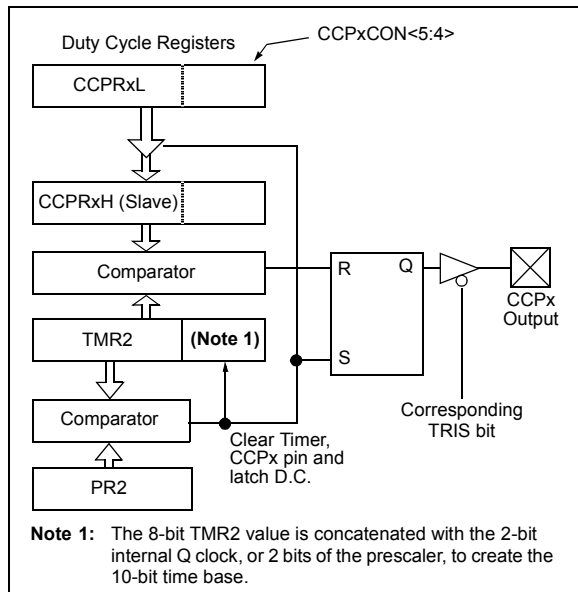 Duty Cycle Registers
CCPxCON<5:4>
CCPRxL
CCPRxH (Slave)
Comparator
R
Q
S
CCPx
Output
TMR2
(Note 1)
Comparator
Clear Timer,
CCPx pin and
latch D.C.
Corresponding
TRIS bit
PR2
Note 1: The 8-bit TMR2 value is concatenated with the 2-bit
internal Q clock, or 2 bits of the prescaler, to create the
10-bit time base.